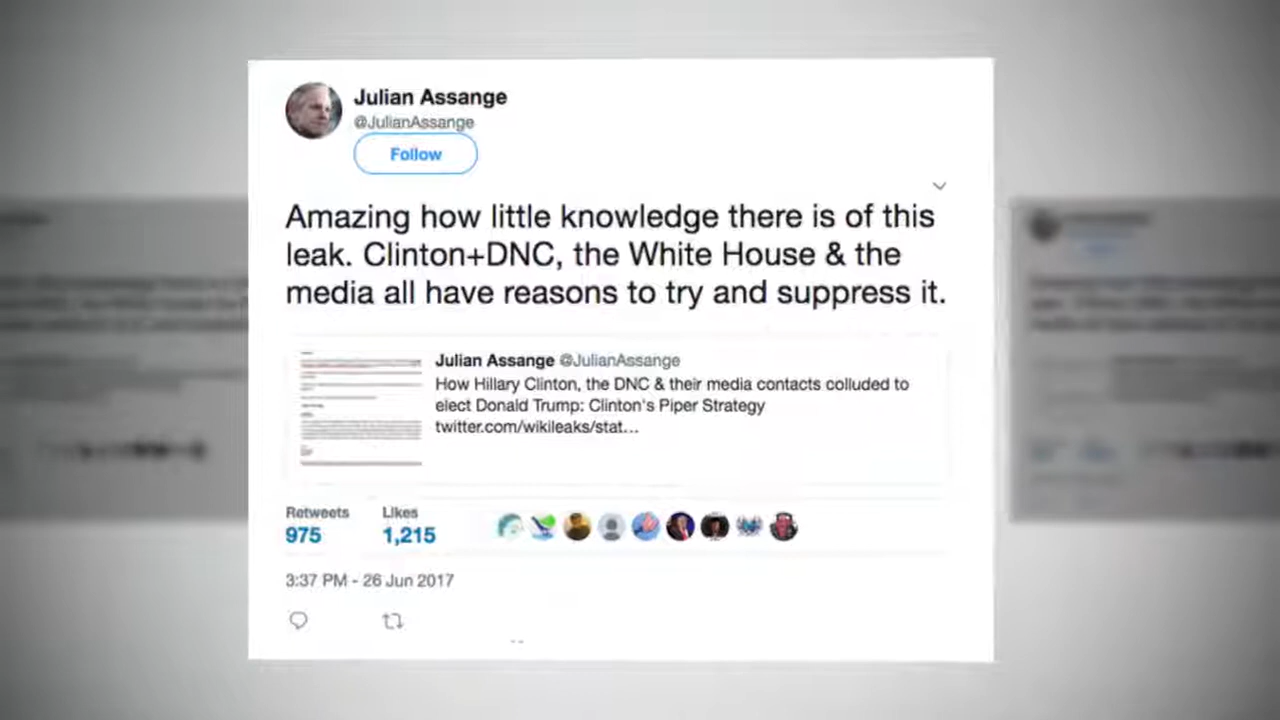 Julian Assange
@JulianAssange
Follow
Amazing how little knowledge there is of this
leak. Clinton+DNC, the White House & the
media all have reasons to try and suppress it.
Julian Assange @JulianAssange
How Hillary Clinton, the DNC & their media contacts colluded to
elect Donald Trump: Clinton's Piper Strategy
twitter.com/wikileaks/stat...
Retweets Likes
975 1,215
3:37 PM - 26 Jun 2017